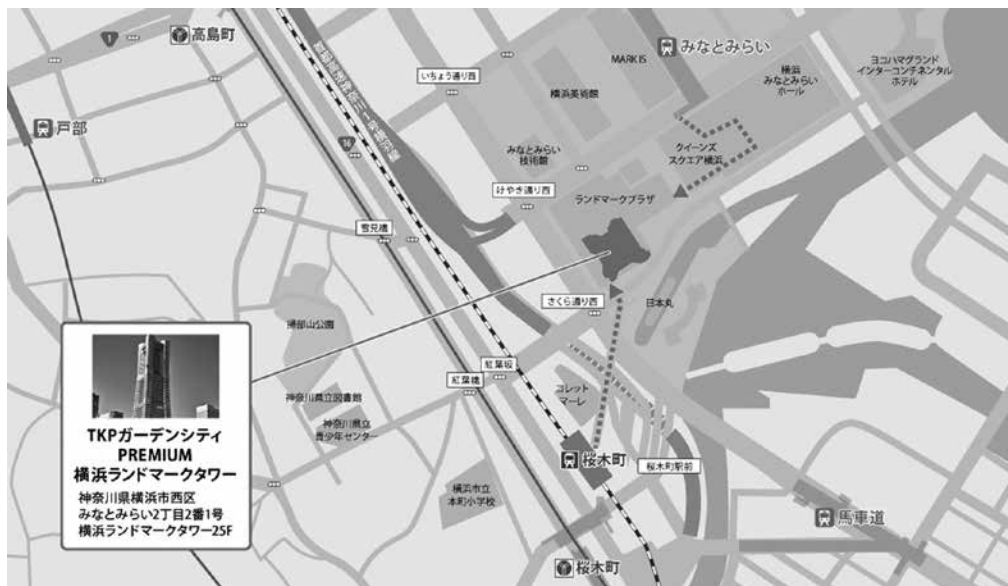 1
高島町
戸部
いちょう通り西
16
MARK IS
みなとみらい
横浜美術館
横浜
みなとみらい
ホール
ヨコハマグランド
インターコンチネンタル
ホテル
みなとみらい
技術館
クイーンズ
スクエア横浜
けやき通り西
ランドマークプラザ
雪見橋
さくら通り西
日本丸
掃部山公園
紅葉坂
紅葉橋
コレット
マーレ
神奈川県立図書館
神奈川県立
青少年センター
桜木町
桜木町駅前
横浜市立
本町小学校
馬車道
桜木町
TKPガーデンシティ
PREMIUM
横浜ランドマークタワー
神奈川県横浜市西区
みなとみらい2丁目2番1号
横浜ランドマークタワー25F